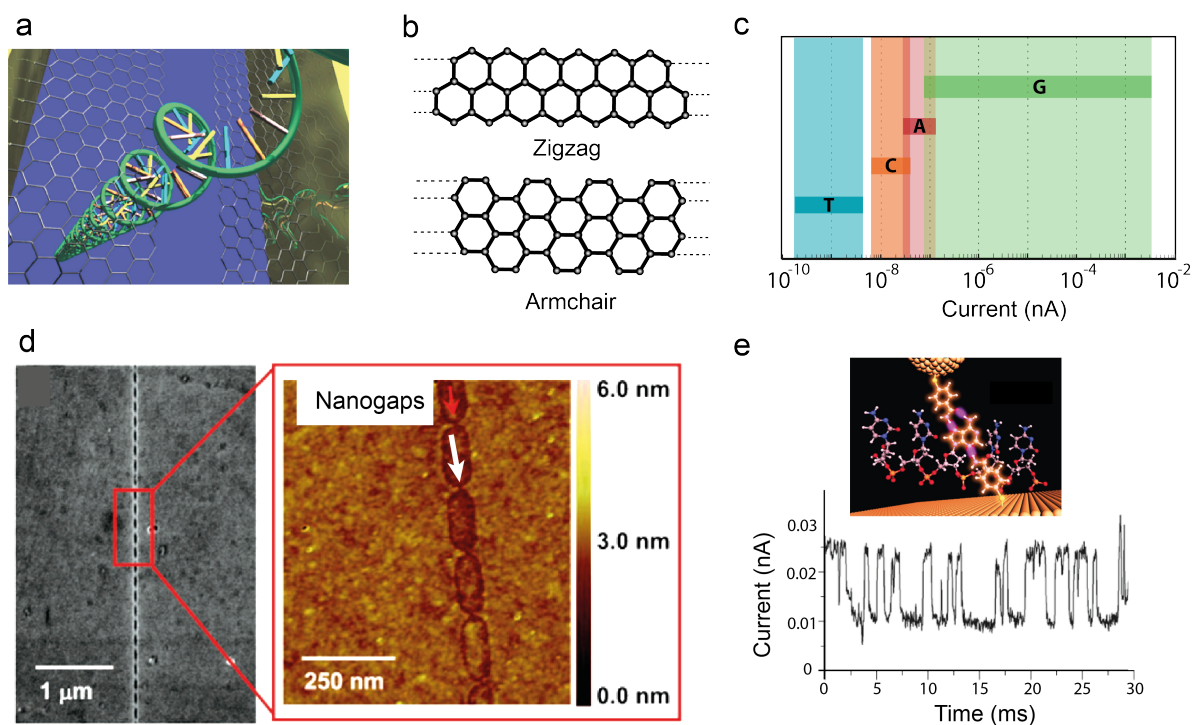 a
b
Zigzag
Armchair
c
G
A
C
T
10-10
10-8
10-6
10-4
10-2
Current (nA)
d
1 μm
Nanogaps
250 nm
6.0 nm
3.0 nm
0.0 nm
e
Current (nA)
0.03
0.02
0.01
0
0
5
10
15
20
25
30
Time (ms)